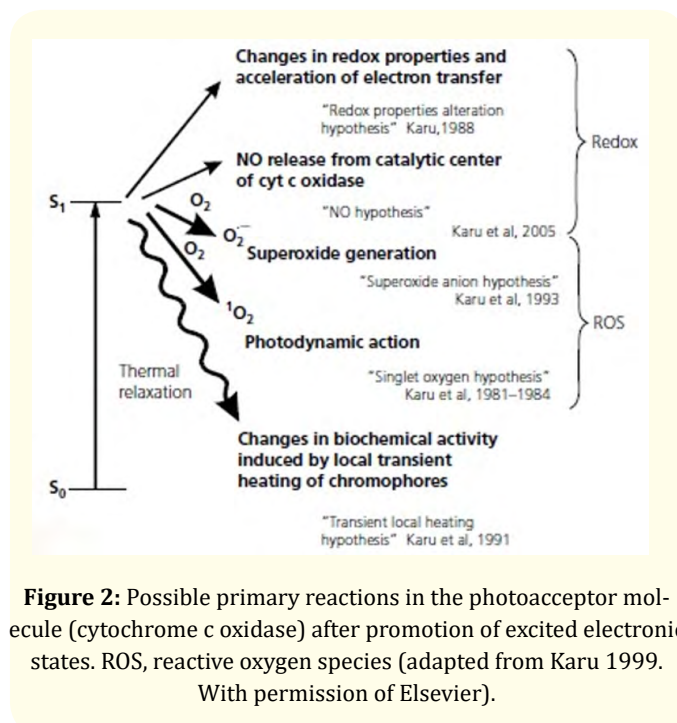 Changes in redox properties and
acceleration of electron transfer
"Redox properties alteration
hypothesis" Karu,1988
Redox
NO release from catalytic center
of cyt c oxidase
S₁
O₂
"NO hypothesis"
Karu et al, 2005
O₂˙⁻
Superoxide generation
O₂
"Superoxide anion hypothesis"
Karu et al, 1993
¹O₂
ROS
Photodynamic action
Thermal
relaxation
"Singlet oxygen hypothesis"
Karu et al, 1981–1984
Changes in biochemical activity
induced by local transient
heating of chromophores
S₀
"Transient local heating
hypothesis" Karu et al, 1991
Figure 2: Possible primary reactions in the photoacceptor mol-
ecule (cytochrome c oxidase) after promotion of excited electronic
states. ROS, reactive oxygen species (adapted from Karu 1999.
With permission of Elsevier).